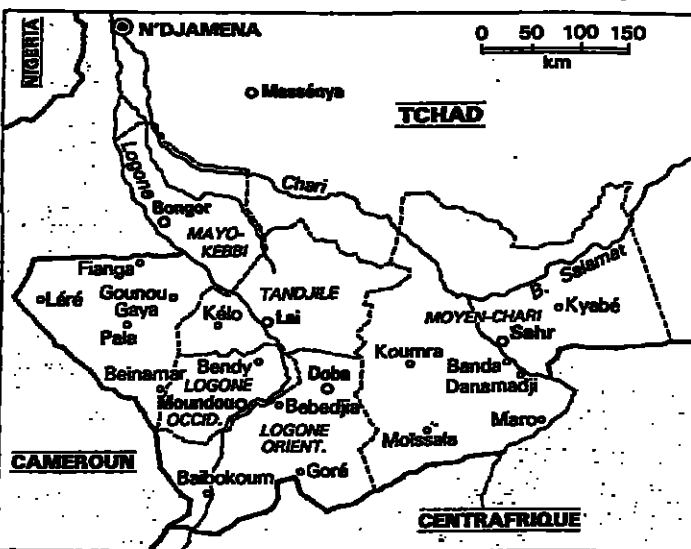 N'DJAMENA
NIGERIA
0 50 100 150
km
Massénya
TCHAD
Logone
Chari
Bongor
MAYO-
KEBBI
Fianga
B. Salamat
Léré
Gounou
Gaya
TANDJILE
Kyabé
Kélo
Laï
MOYEN-CHARI
Pala
Sahr
Koumra
Banda
Bendy
Doba
Danamadji
Beinamar
LOGONE
OCCID.
Moundou
Bebedjia
Maro
LOGONE
ORIENT.
Moïssala
CAMEROUN
Baïbokoum
Goré
CENTRAFRIQUE